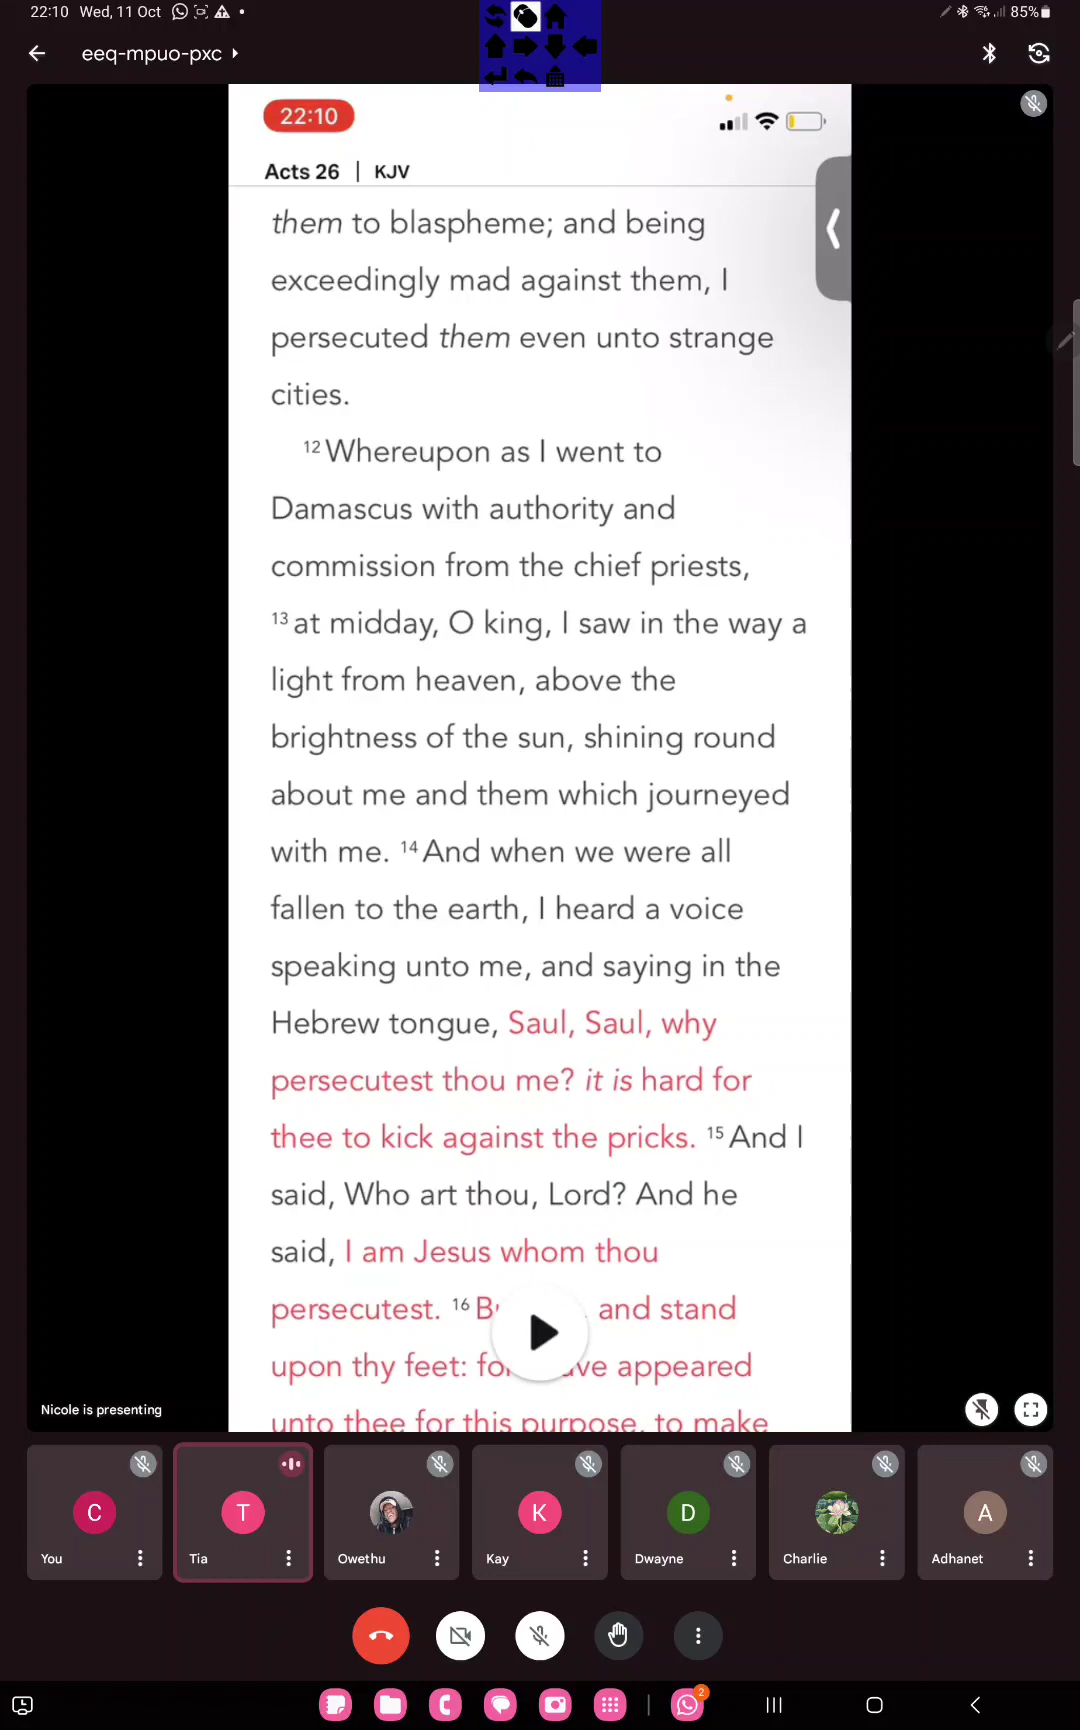 22:10 Wed, 11 Oct
85%
eeq-mpuo-pxc
22:10
Acts 26 | KJV
them to blaspheme; and being
exceedingly mad against them, I
persecuted them even unto strange
cities.
12 Whereupon as I went to
Damascus with authority and
commission from the chief priests,
13 at midday, O king, I saw in the way a
light from heaven, above the
brightness of the sun, shining round
about me and them which journeyed
with me. 14 And when we were all
fallen to the earth, I heard a voice
speaking unto me, and saying in the
Hebrew tongue, Saul, Saul, why
persecutest thou me? it is hard for
thee to kick against the pricks. 15 And I
said, Who art thou, Lord? And he
said, I am Jesus whom thou
persecutest. 16 and stand
upon thy feet: appeared
unto thee for this purpose, to make
Nicole is presenting
C T K D A
You Tia Owethu Kay Dwayne Charlie Adhanet
2